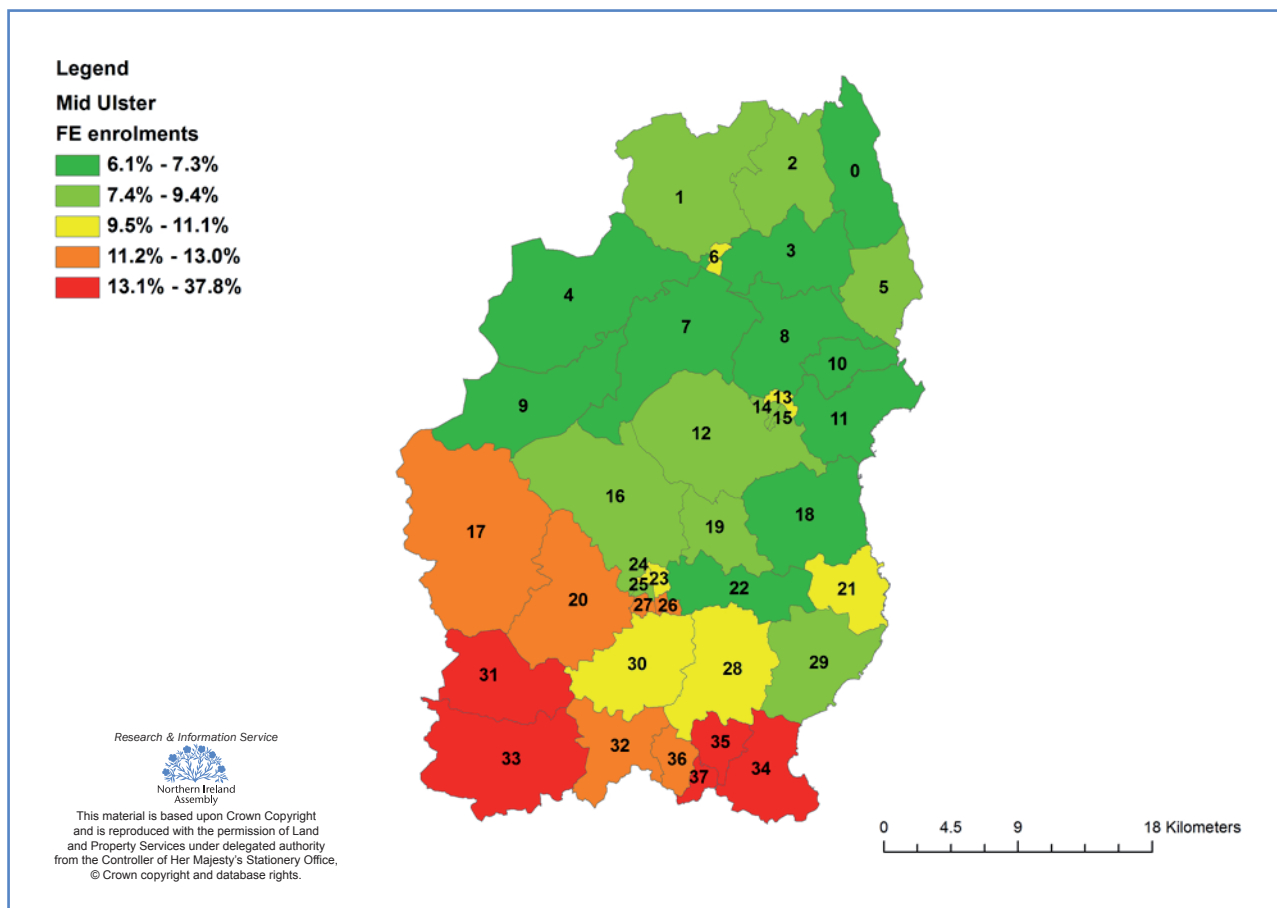 Legend
Mid Ulster
FE enrolments
6.1% - 7.3%
7.4% - 9.4%
9.5% - 11.1%
11.2% - 13.0%
13.1% - 37.8%
0
2
1
3
6
5
4
7
8
10
9
13
14
15
11
12
16
18
19
17
24
23
25
22
21
20
27
26
30
29
28
31
35
32
33
36
34
37
Research & Information Service
Northern Ireland
Assembly
This material is based upon Crown Copyright
and is reproduced with the permission of Land
and Property Services under delegated authority
from the Controller of Her Majesty's Stationery Office,
© Crown copyright and database rights.
0 4.5 9 18 Kilometers